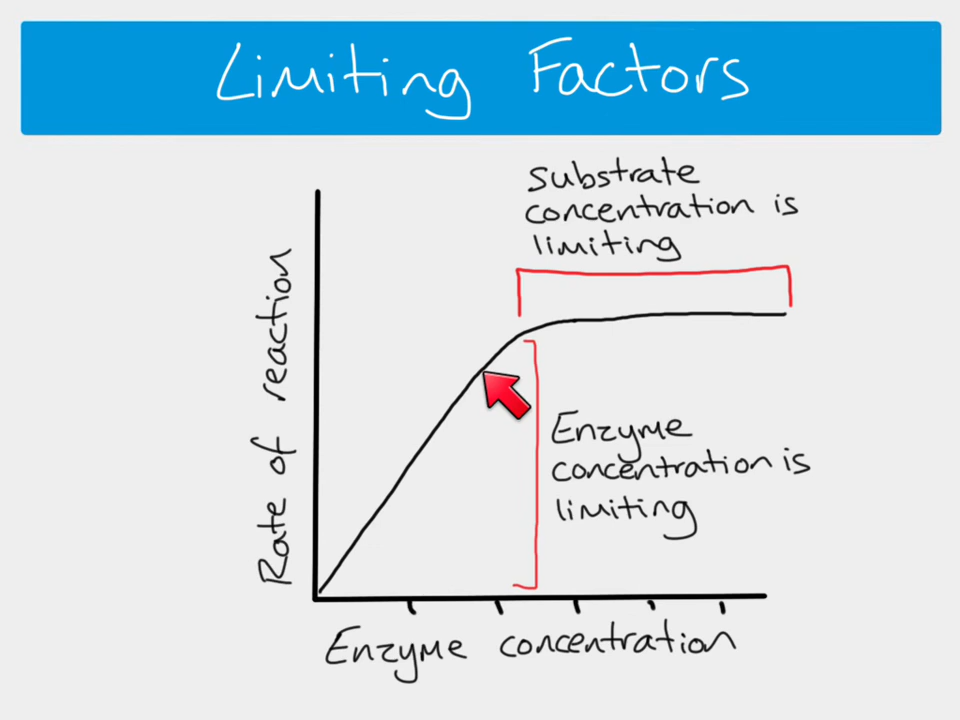 Limiting Factors
substrate
concentration is
limiting
Rate of reaction
Enzyme
concentration is
limiting
Enzyme concentration